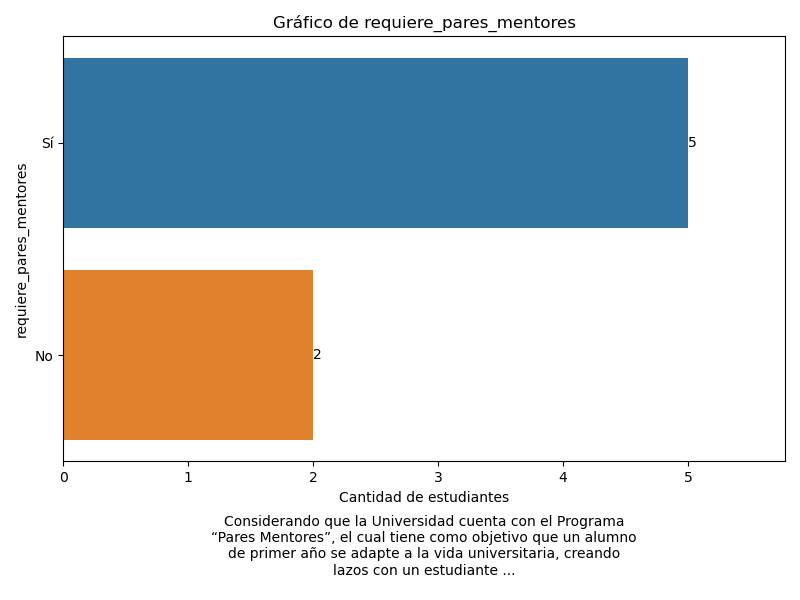 Gráfico de requiere_pares_mentores
requiere_pares_mentores
Sí
5
No
2
0 1 2 3 4 5
Cantidad de estudiantes
Considerando que la Universidad cuenta con el Programa
“Pares Mentores”, el cual tiene como objetivo que un alumno
de primer año se adapte a la vida universitaria, creando
lazos con un estudiante ...